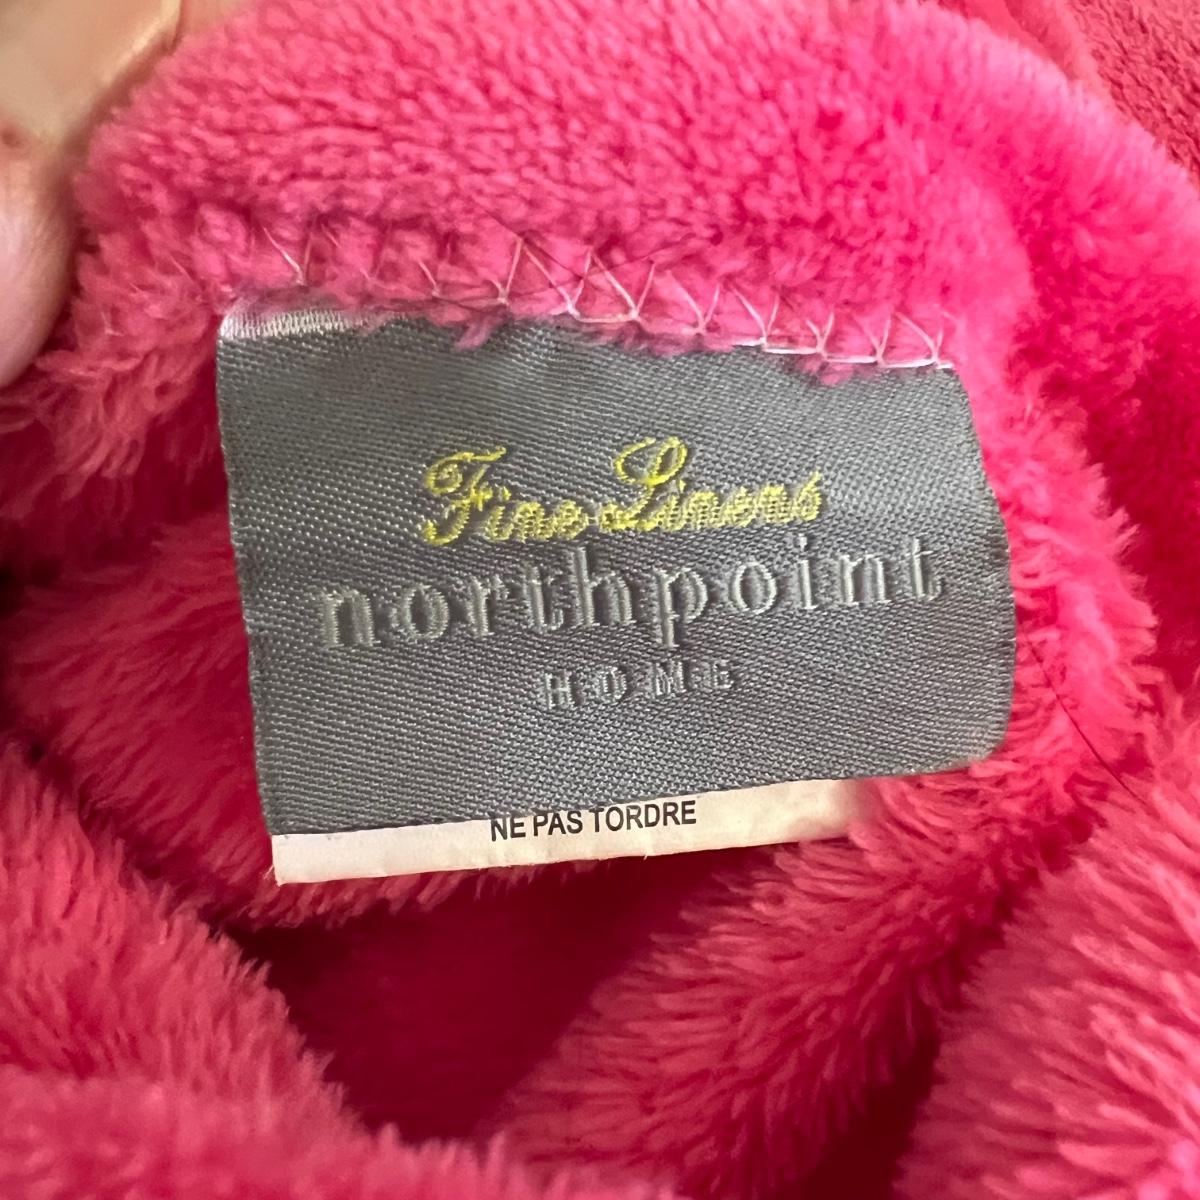 Fine Linens
northpoint
HOME
NE PAS TORDRE